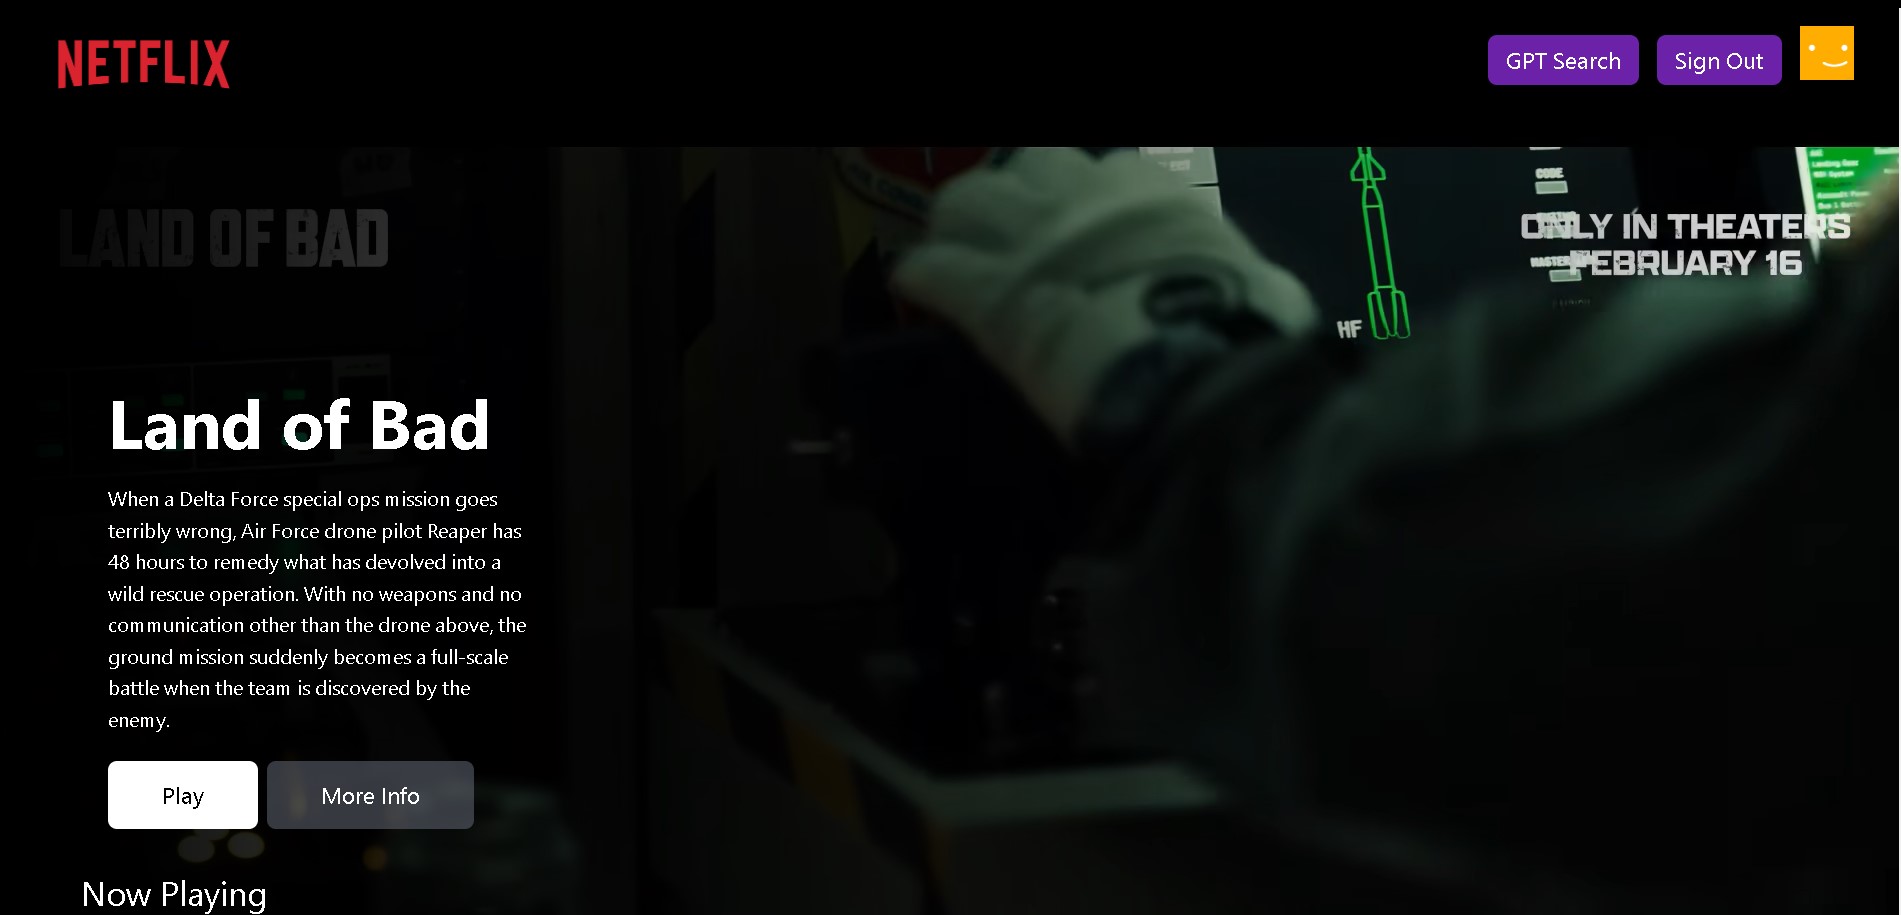 NETFLIX
GPT Search
Sign Out
CODE
LAND OF BAD
ONLY IN THEATERS
FEBRUARY 16
HF
Land of Bad
When a Delta Force special ops mission goes
terribly wrong, Air Force drone pilot Reaper has
48 hours to remedy what has devolved into a
wild rescue operation. With no weapons and no
communication other than the drone above, the
ground mission suddenly becomes a full-scale
battle when the team is discovered by the
enemy.
Play
More Info
Now Playing